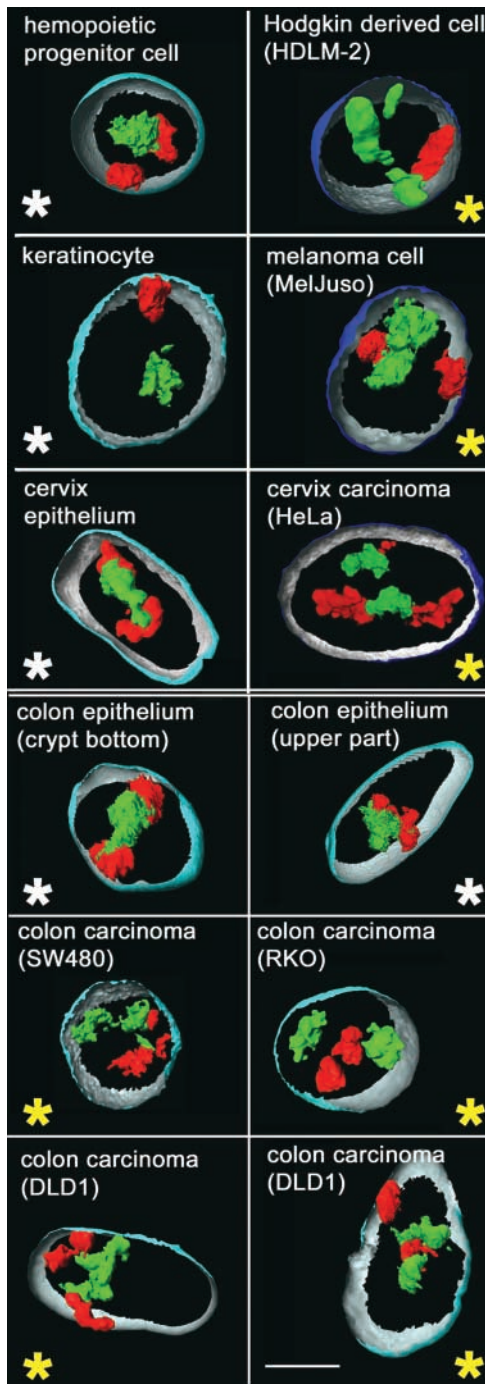 hemopoietic
progenitor cell
Hodgkin derived cell
(HDLM-2)
*
*
keratinocyte
melanoma cell
(MelJuso)
*
*
cervix
epithelium
cervix carcinoma
(HeLa)
*
*
colon epithelium
(crypt bottom)
colon epithelium
(upper part)
*
*
colon carcinoma
(SW480)
colon carcinoma
(RKO)
*
*
colon carcinoma
(DLD1)
colon carcinoma
(DLD1)
*
*